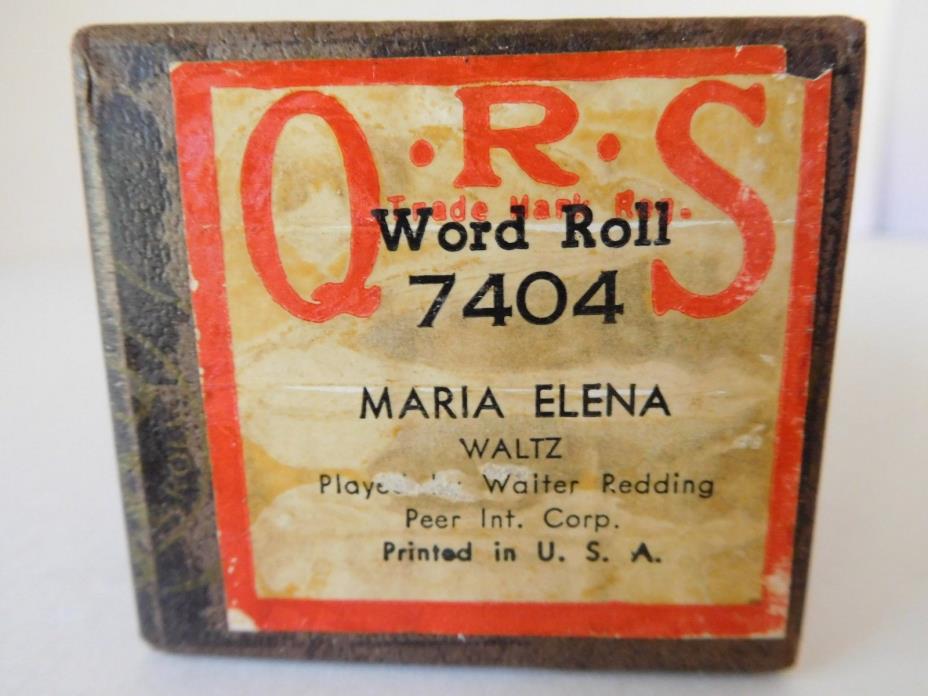 Q·R·S
Trade Mark Reg.
Word Roll
7404
MARIA ELENA
WALTZ
Walter Redding
Peer Int. Corp.
Printed in U. S. A.